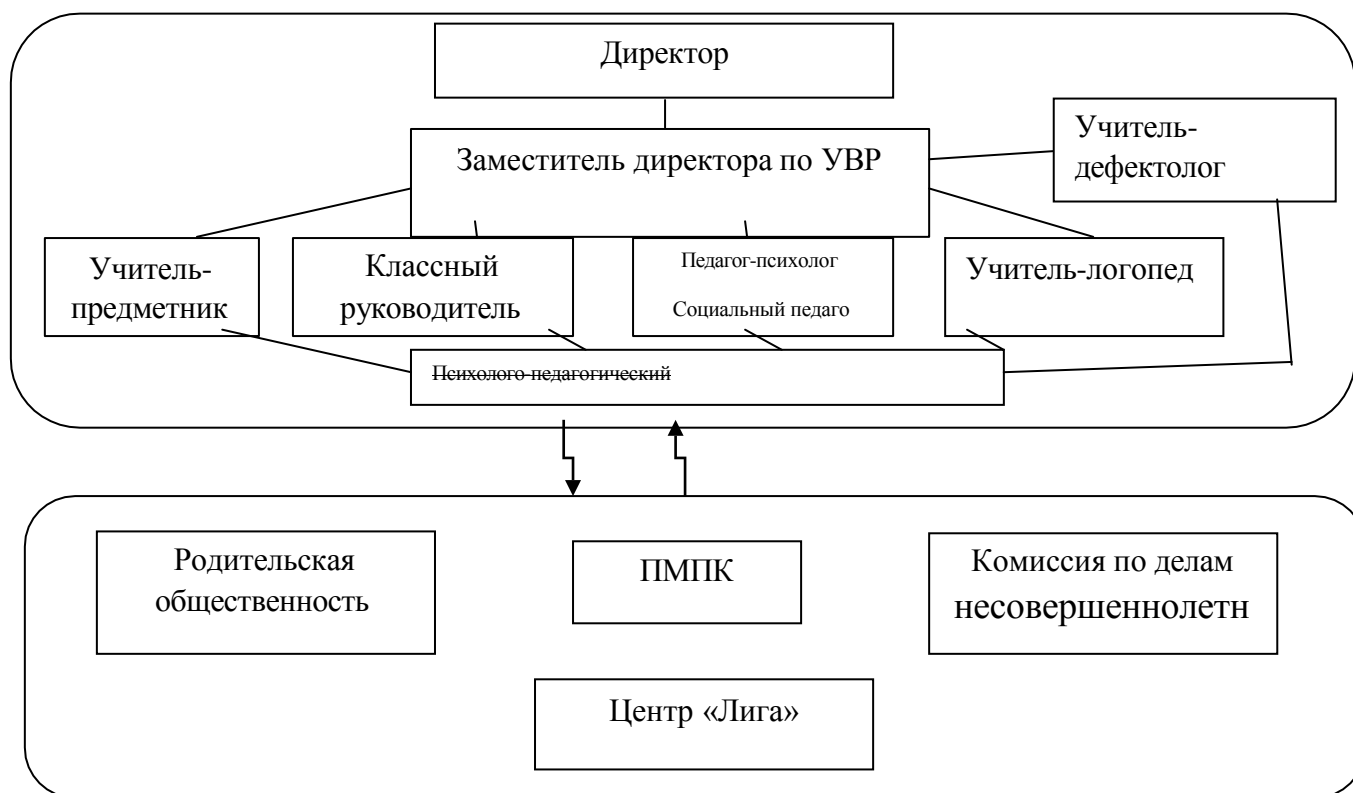 Директор
Заместитель директора по УВР
Учитель-
дефектолог
Учитель-
предметник
Классный
руководитель
Педагог-психолог
Социальный педаго
Учитель-логопед
Психолого-педагогический
Родительская
общественность
ПМПК
Комиссия по делам
несовершеннолетн
Центр «Лига»